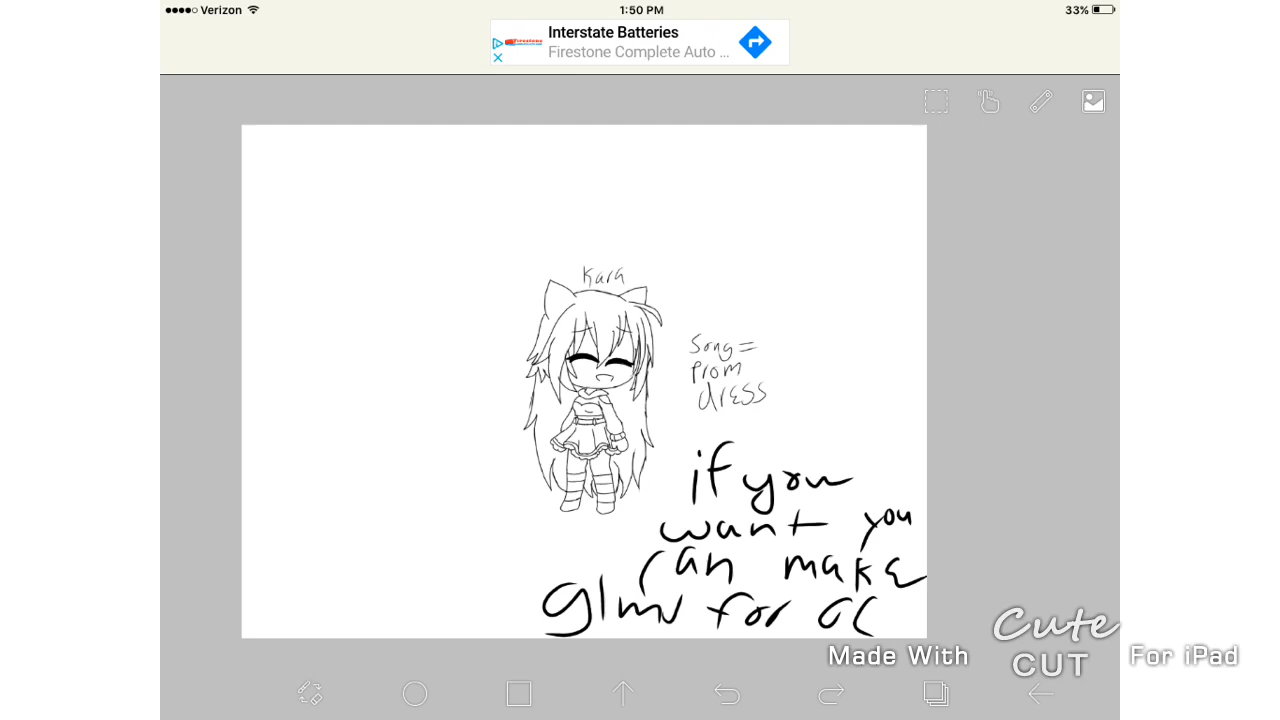 Verizon
1:50 PM
33%
Interstate Batteries
Firestone
Firestone Complete Auto ...
Kara
Song=
Prom
dress
if you
want you
can make
glmv for oc
Cute
CUT
Made With
For iPad